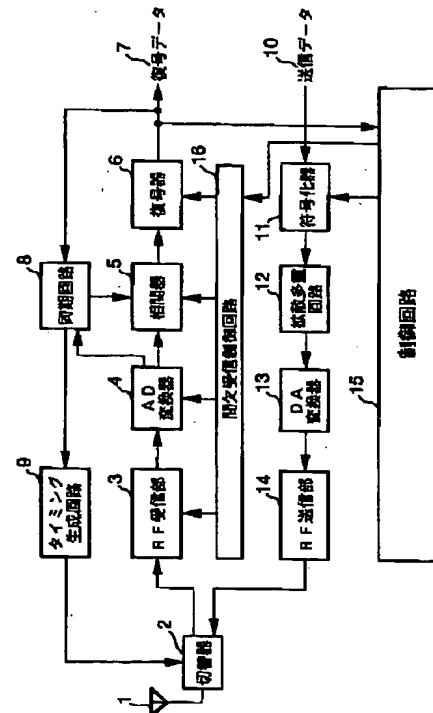 1
2
切替器
9
タイミング
生成回路
8
同期回路
3
RF受信部
4
AD
変換器
5
相関器
6
復号器
7
復号データ
16
間欠受信制御回路
14
RF送信部
13
DA
変換器
12
拡散多重
回路
11
符号化器
10
送信データ
15
制御回路